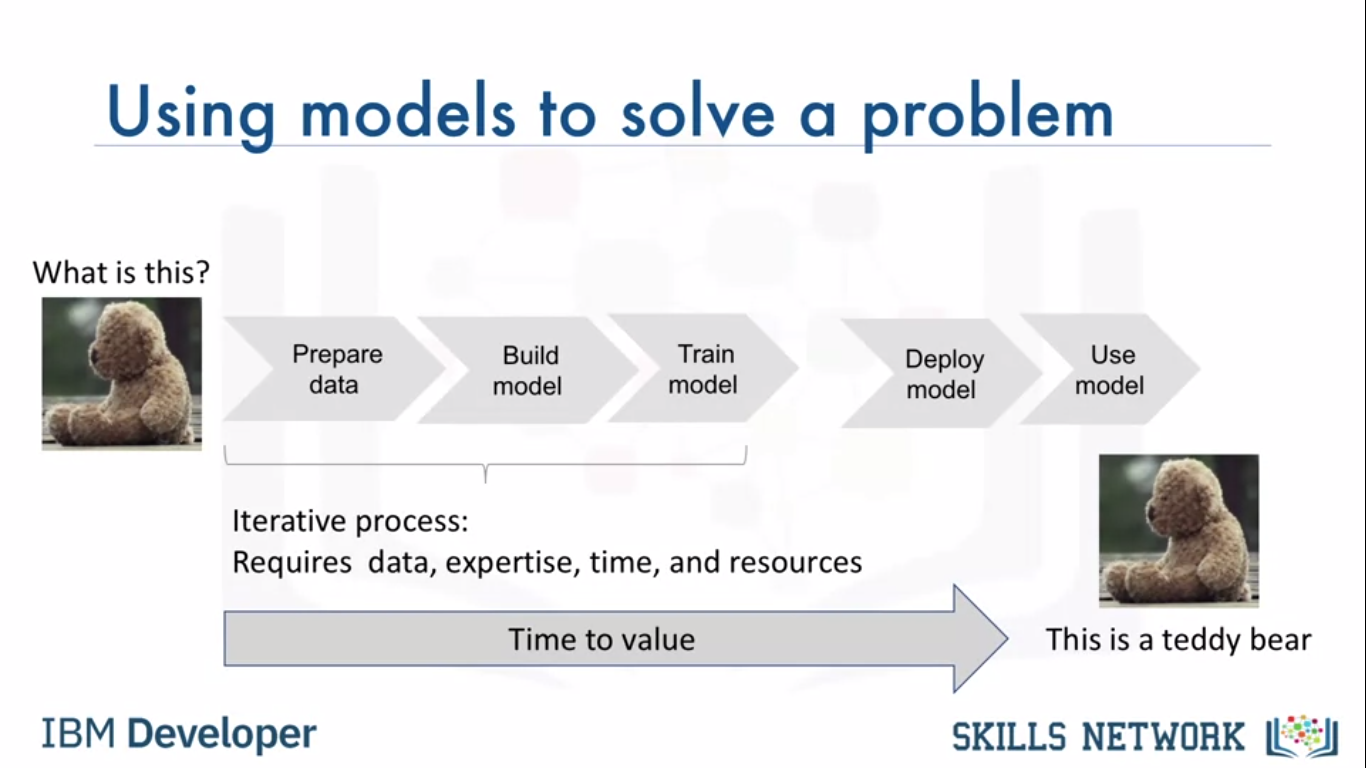 Using models to solve a problem
What is this?
Prepare
data
Build
model
Train
model
Deploy
model
Use
model
Iterative process:
Requires  data, expertise, time, and resources
Time to value
This is a teddy bear
IBM Developer
SKILLS NETWORK